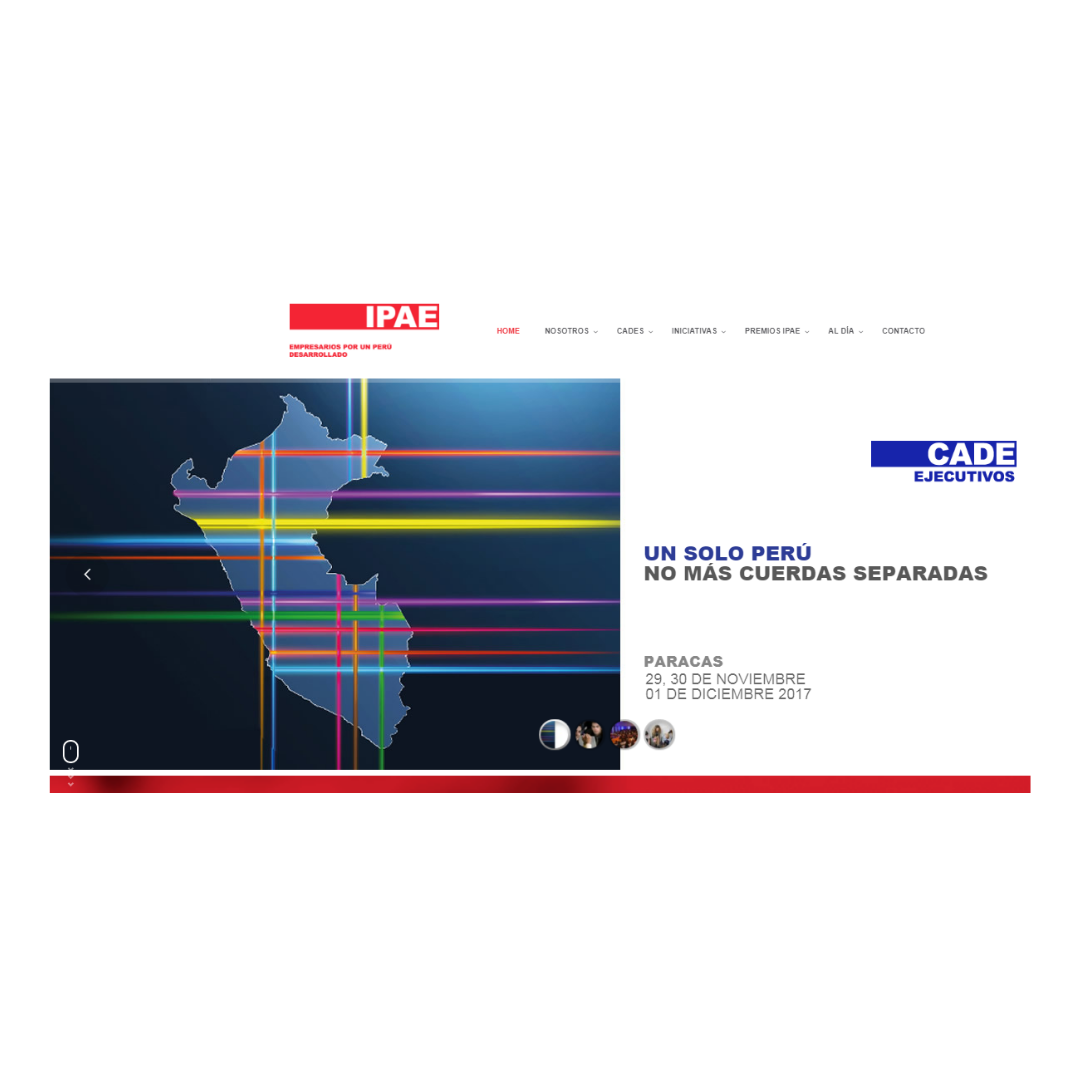 IPAE
EMPRESARIOS POR UN PERÚ
DESARROLLADO
HOME NOSOTROS CADES INICIATIVAS PREMIOS IPAE AL DÍA CONTACTO
CADE
EJECUTIVOS
UN SOLO PERÚ
NO MÁS CUERDAS SEPARADAS
PARACAS
29, 30 DE NOVIEMBRE
01 DE DICIEMBRE 2017